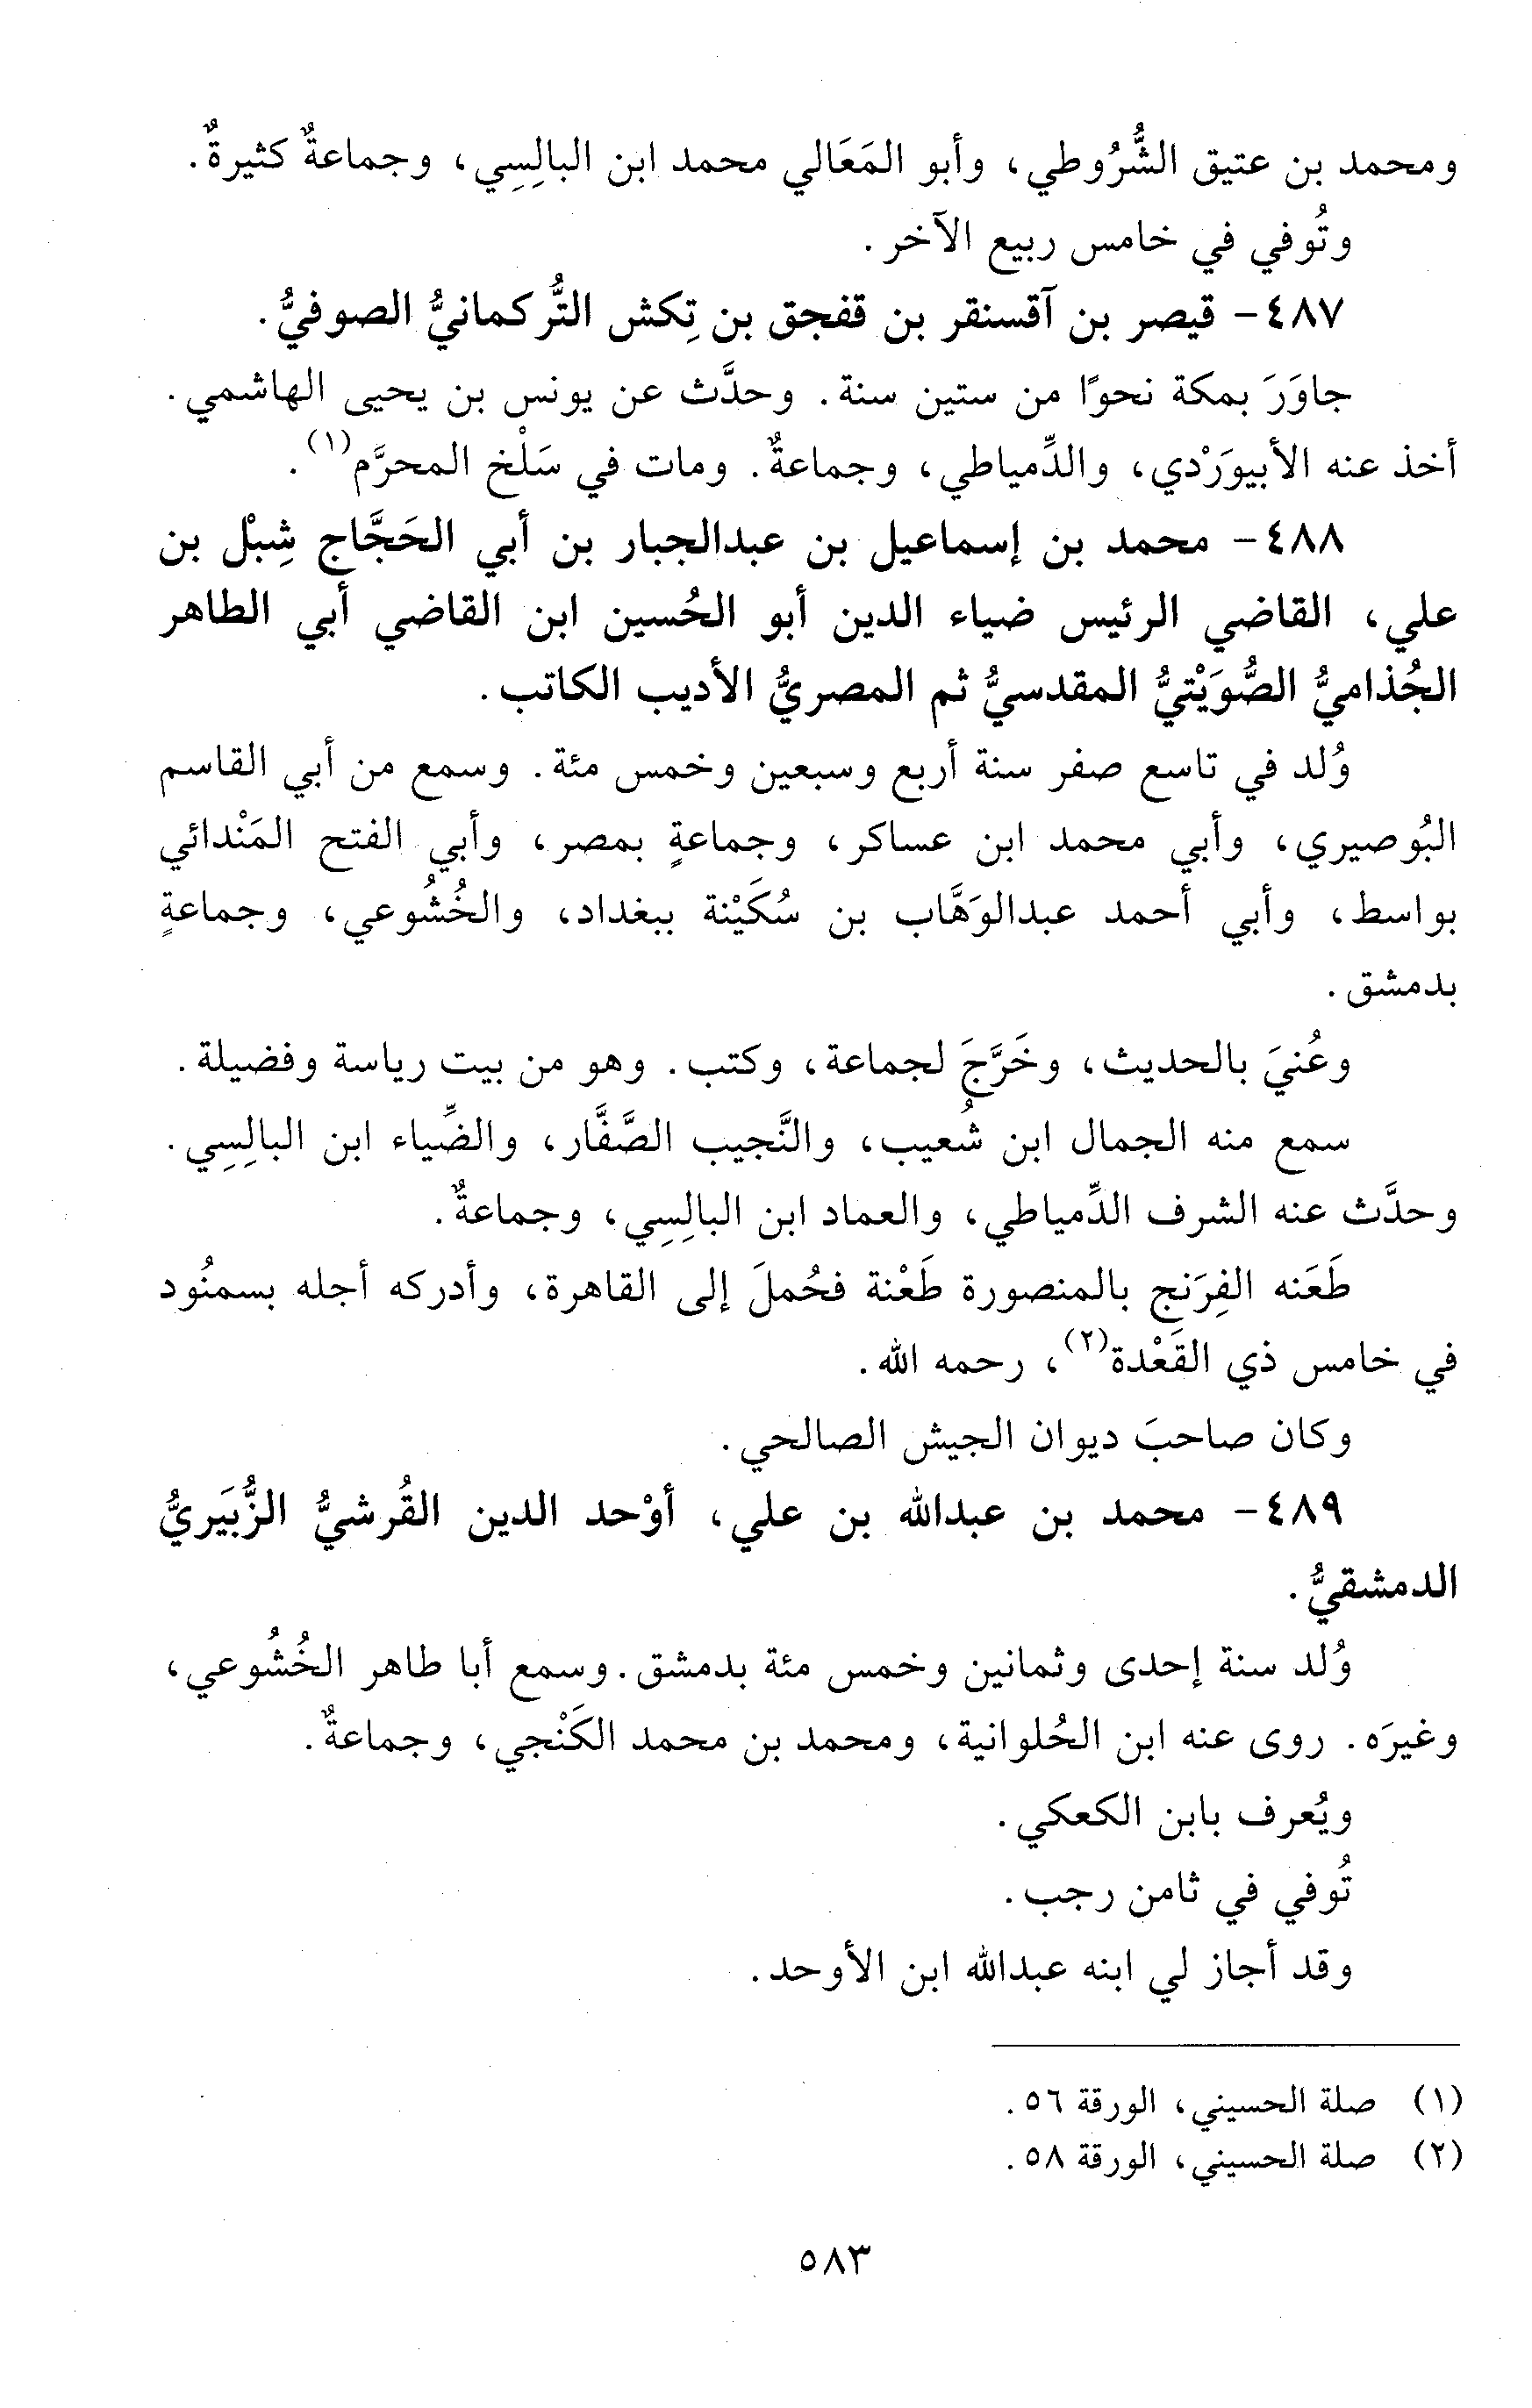 ومحمد بن عتيق الشُّرُوطي، وأبو المَعَالي محمد ابن البالِسِي، وجماعةٌ كثيرةٌ.
وتُوفي في خامس ربيع الآخر.
٤٨٧- قيصر بن آقسنقر بن قفجق بن تِكش التُّركمانيُّ الصوفيُّ.
جاوَرَ بمكة نحوًا من ستين سنة. وحدَّث عن يونس بن يحيى الهاشمي.
أخذ عنه الأبيوَرْدي، والدِّمياطي، وجماعةٌ. ومات في سَلْخ المحرَّم(١).
٤٨٨- محمد بن إسماعيل بن عبدالجبار بن أبي الحَجَّاج شِبْل بن
علي، القاضي الرئيس ضياء الدين أبو الحُسين ابن القاضي أبي الطاهر
الجُذاميُّ الصُّوَيْتيُّ المقدسيُّ ثم المصريُّ الأديب الكاتب.
وُلد في تاسع صفر سنة أربع وسبعين وخمس مئة. وسمع من أبي القاسم
البُوصيري، وأبي محمد ابن عساكر، وجماعةٍ بمصر، وأبي الفتح المَنْدائي
بواسط، وأبي أحمد عبدالوَهَّاب بن سُكَيْنة ببغداد، والخُشُوعي، وجماعةٍ
بدمشق.
وعُنيَ بالحديث، وخَرَّجَ لجماعة، وكتب. وهو من بيت رياسة وفضيلة.
سمع منه الجمال ابن شُعيب، والنَّجيب الصَّفَّار، والضِّياء ابن البالِسِي.
وحدَّث عنه الشرف الدِّمياطي، والعماد ابن البالِسِي، وجماعةٌ.
طَعَنه الفِرَنج بالمنصورة طَعْنة فحُملَ إلى القاهرة، وأدركه أجله بسمنُود
في خامس ذي القَعْدة(٢)، رحمه الله.
وكان صاحبَ ديوان الجيش الصالحي.
٤٨٩- محمد بن عبدالله بن علي، أوْحد الدين القُرشيُّ الزُّبَيريُّ
الدمشقيُّ.
وُلد سنة إحدى وثمانين وخمس مئة بدمشق. وسمع أبا طاهر الخُشُوعي،
وغيرَه. روى عنه ابن الحُلوانية، ومحمد بن محمد الكَنْجي، وجماعةٌ.
ويُعرف بابن الكعكي.
تُوفي في ثامن رجب.
وقد أجاز لي ابنه عبدالله ابن الأوحد.
(١) صلة الحسيني، الورقة ٥٦.
(٢) صلة الحسيني، الورقة ٥٨.
٥٨٣